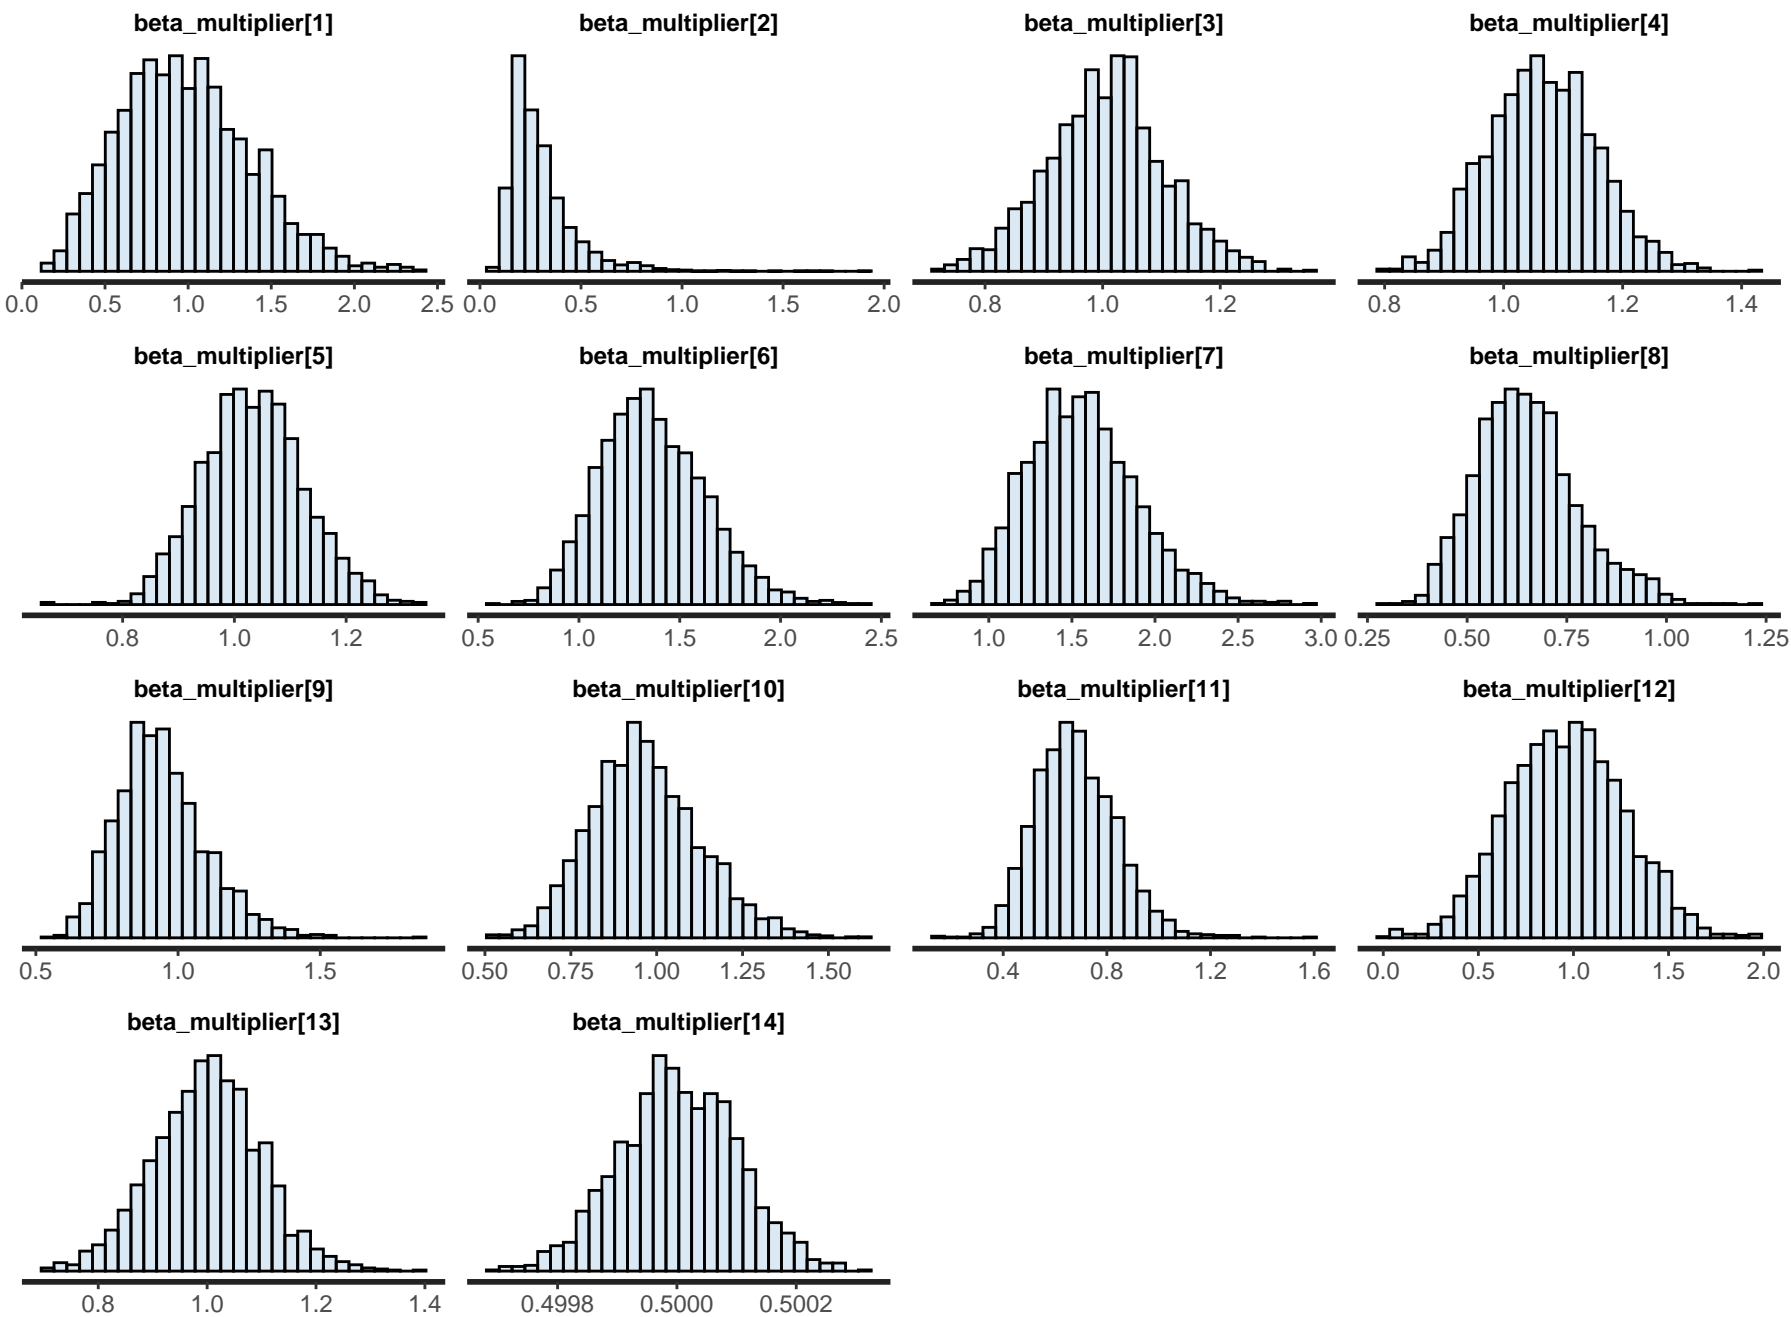 beta_multiplier[1] beta_multiplier[2] beta_multiplier[3] beta_multiplier[4]
0.0 0.5 1.0 1.5 2.0 2.5 0.0 0.5 1.0 1.5 2.0 0.8 1.0 1.2 0.8 1.0 1.2 1.4
beta_multiplier[5] beta_multiplier[6] beta_multiplier[7] beta_multiplier[8]
0.8 1.0 1.2 0.5 1.0 1.5 2.0 2.5 1.0 1.5 2.0 2.5 3.0 0.25 0.50 0.75 1.00 1.25
beta_multiplier[9] beta_multiplier[10] beta_multiplier[11] beta_multiplier[12]
0.5 1.0 1.5 0.50 0.75 1.00 1.25 1.50 0.4 0.8 1.2 1.6 0.0 0.5 1.0 1.5 2.0
beta_multiplier[13] beta_multiplier[14]
0.8 1.0 1.2 1.4 0.4998 0.5000 0.5002